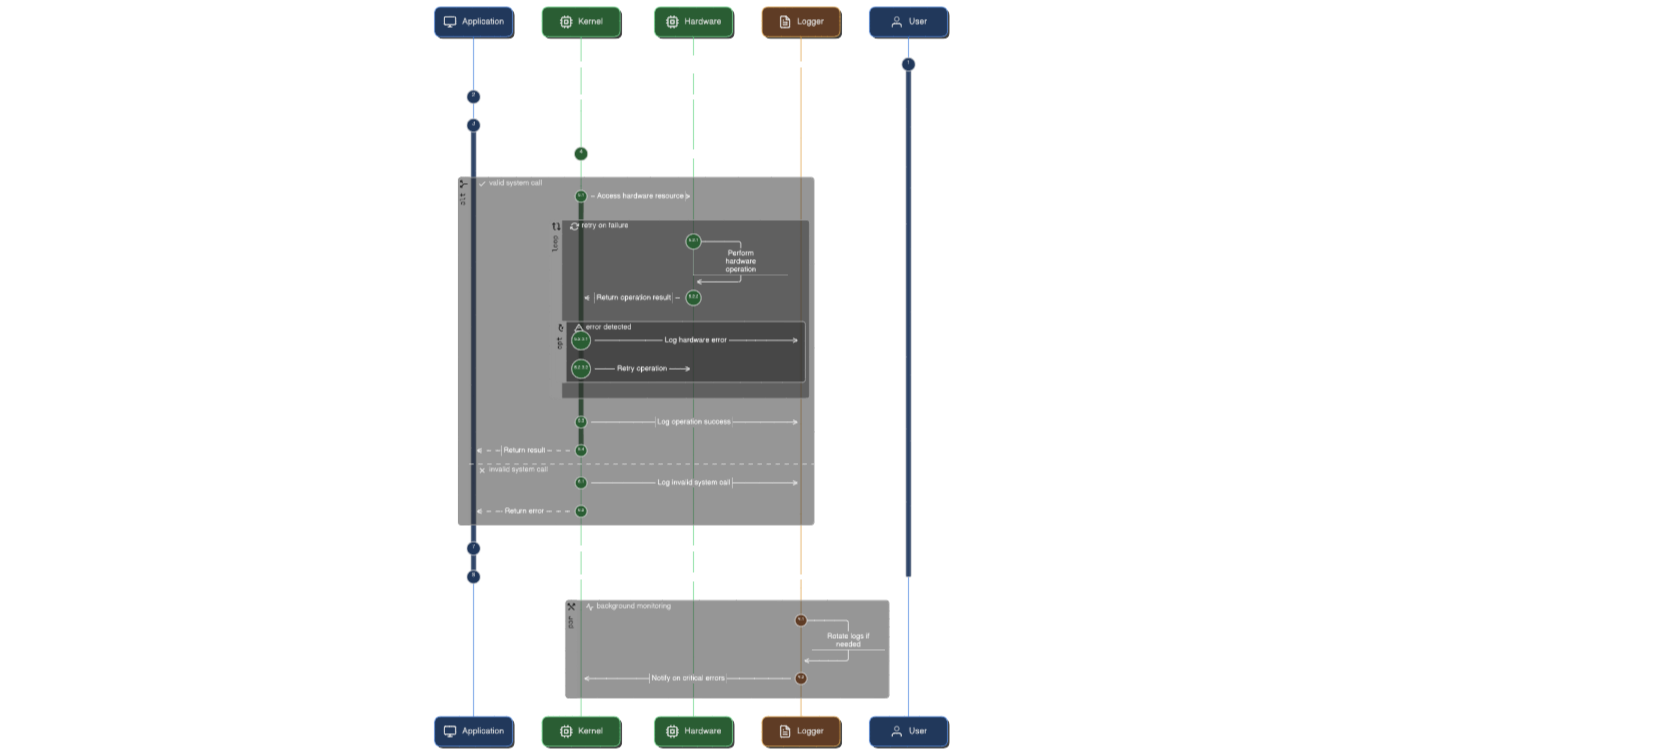 Application
Kernel
Hardware
Logger
User
alt
valid system call
Access hardware resource
loop
retry on failure
Perform
hardware
operation
Return operation result
opt
error detected
Log hardware error
Retry operation
Log operation success
Return result
invalid system call
Log invalid system call
Return error
par
background monitoring
Rotate logs if
needed
Notify on critical errors
Application
Kernel
Hardware
Logger
User